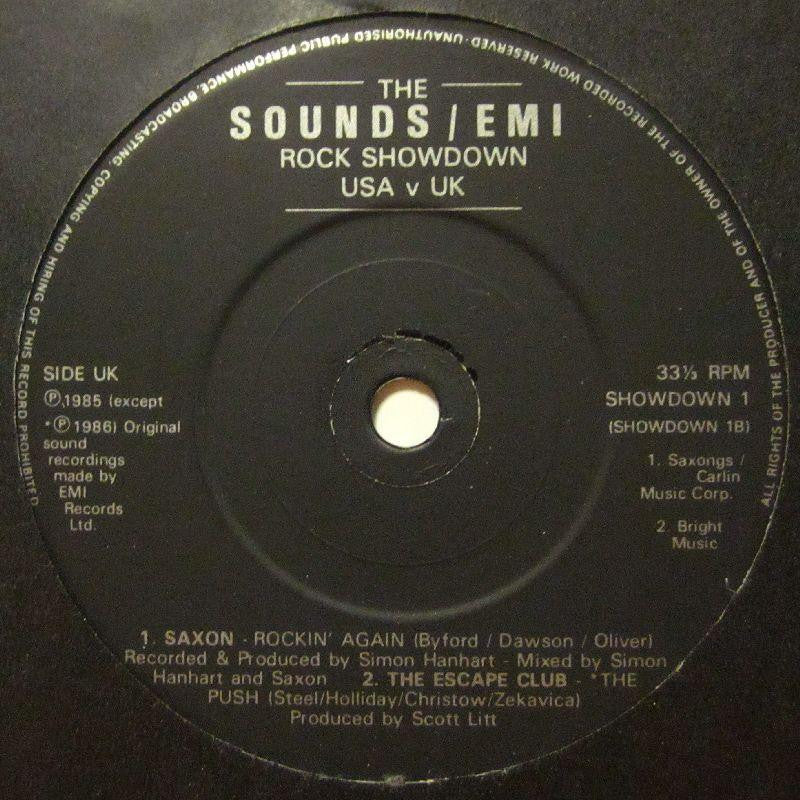 THE
SOUNDS / EMI
ROCK SHOWDOWN
USA v UK
ALL RIGHTS OF THE PRODUCER AND OF THE OWNER OF THE RECORDED WORK RESERVED · UNAUTHORISED PUBLIC PERFORMANCE, BROADCASTING, COPYING AND HIRING OF THIS RECORD PROHIBITED
SIDE UK
Ⓟ1985 (except
*Ⓟ1986) Original
sound
recordings
made by
EMI
Records
Ltd.
33⅓ RPM
SHOWDOWN 1
(SHOWDOWN 1B)
1. Saxongs /
Carlin
Music Corp.
2. Bright
Music
1. SAXON - ROCKIN' AGAIN (Byford / Dawson / Oliver)
Recorded & Produced by Simon Hanhart - Mixed by Simon
Hanhart and Saxon 2. THE ESCAPE CLUB - *THE
PUSH (Steel/Holliday/Christow/Zekavica)
Produced by Scott Litt